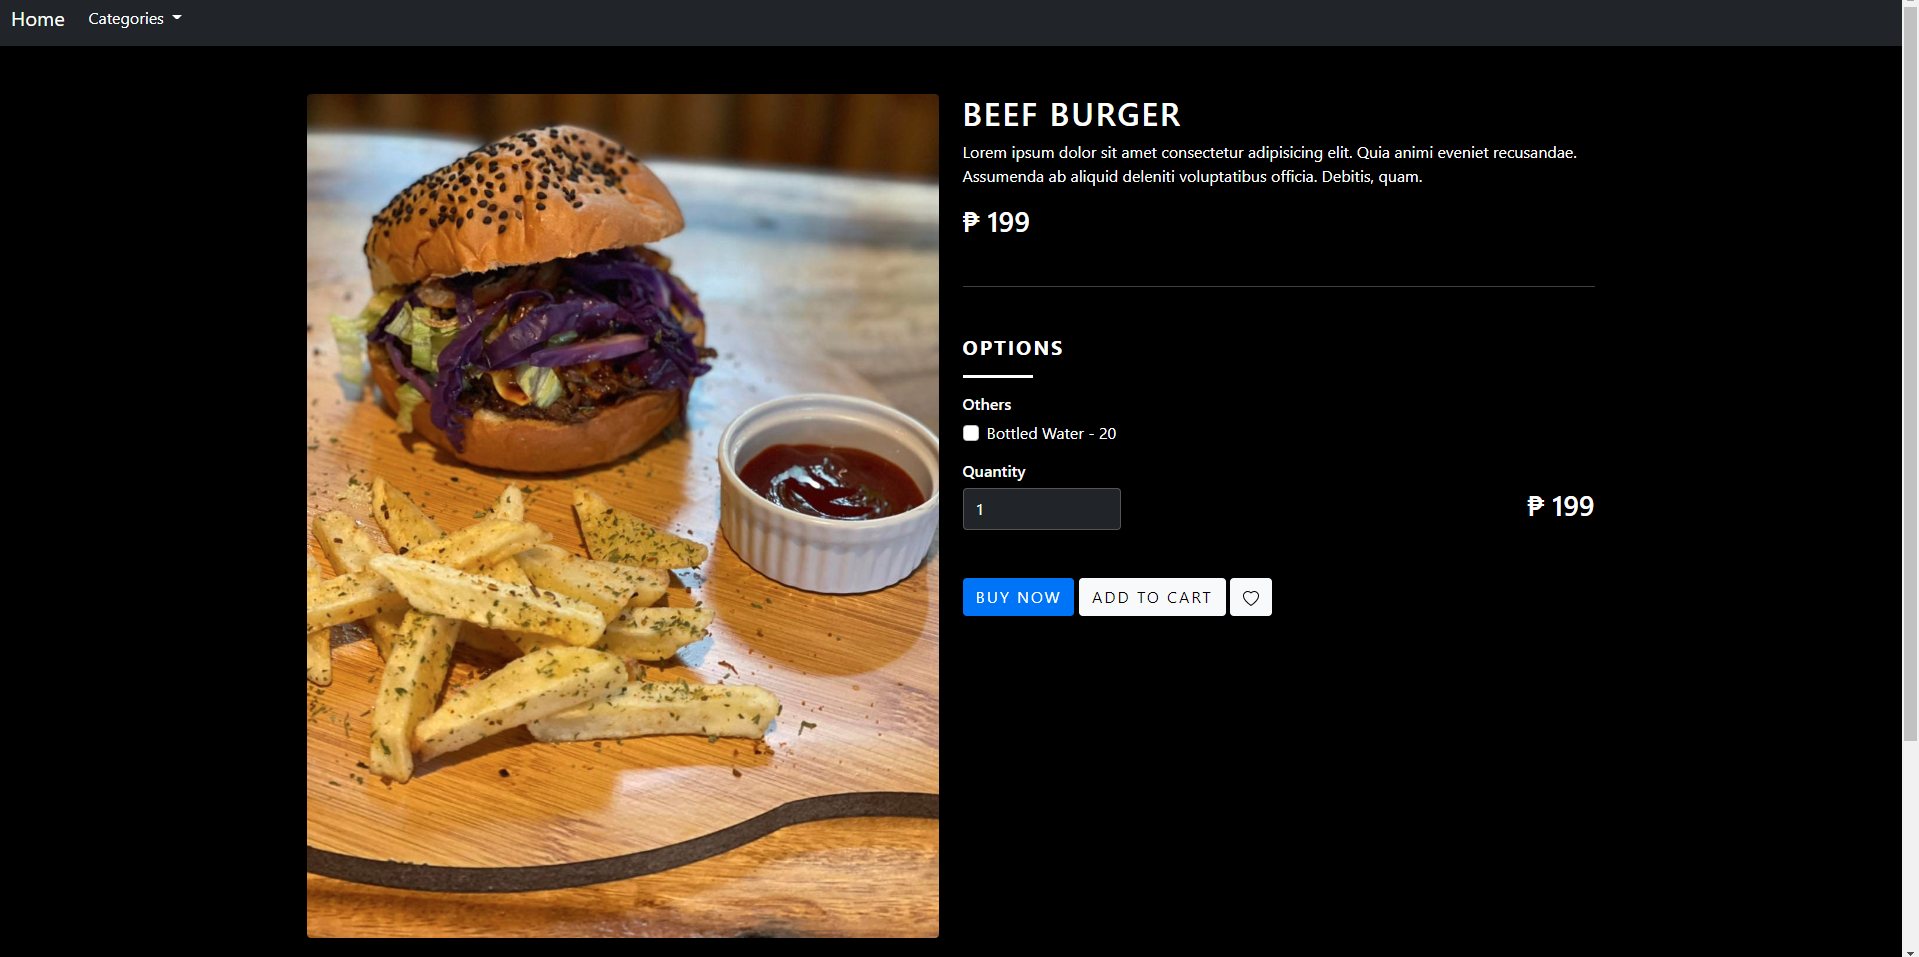 Home Categories
BEEF BURGER
Lorem ipsum dolor sit amet consectetur adipisicing elit. Quia animi eveniet recusandae.
Assumenda ab aliquid deleniti voluptatibus officia. Debitis, quam.
₱ 199
OPTIONS
Others
Bottled Water - 20
Quantity
1
₱ 199
BUY NOW ADD TO CART